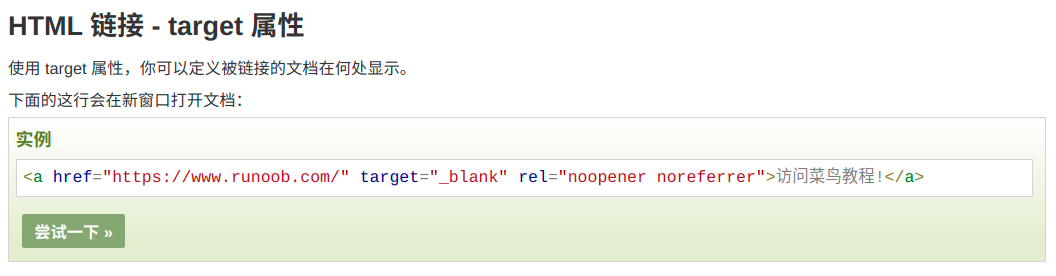 HTML 链接 - target 属性
使用 target 属性，你可以定义被链接的文档在何处显示。
下面的这行会在新窗口打开文档：
实例
<a href="https://www.runoob.com/" target="_blank" rel="noopener noreferrer">访问菜鸟教程!</a>
尝试一下 »